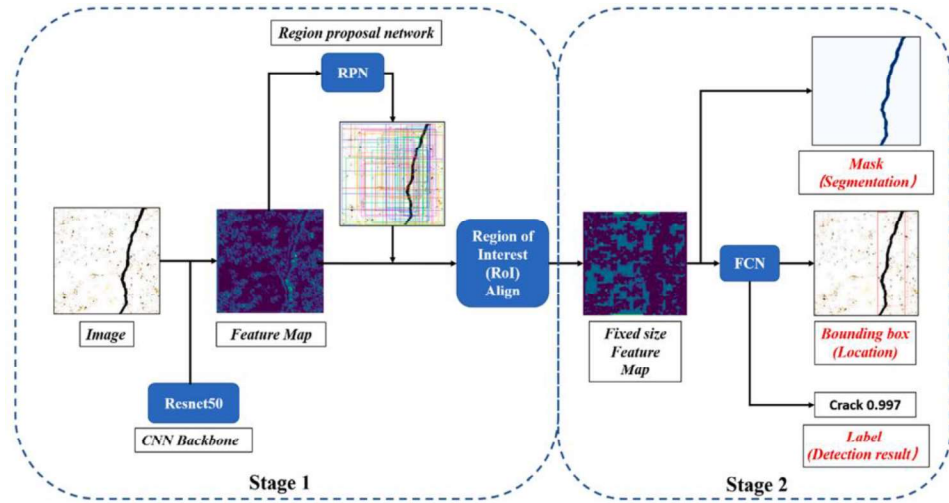 Region proposal network
RPN
Image
Feature Map
Resnet50
CNN Backbone
Region of
Interest
(RoI)
Align
Stage 1
Fixed size
Feature
Map
FCN
Mask
(Segmentation)
Bounding box
(Location)
Crack 0.997
Label
(Detection result)
Stage 2